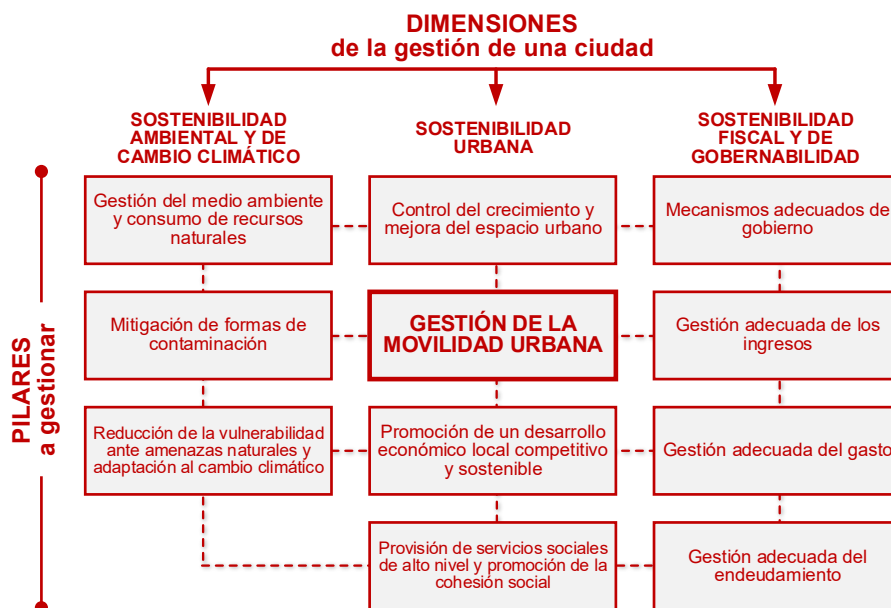 DIMENSIONES
de la gestión de una ciudad
SOSTENIBILIDAD
AMBIENTAL Y DE
CAMBIO CLIMÁTICO
SOSTENIBILIDAD
URBANA
SOSTENIBILIDAD
FISCAL Y DE
GOBERNABILIDAD
PILARES
a gestionar
Gestión del medio ambiente
y consumo de recursos
naturales
Control del crecimiento y
mejora del espacio urbano
Mecanismos adecuados de
gobierno
Mitigación de formas de
contaminación
GESTIÓN DE LA
MOVILIDAD URBANA
Gestión adecuada de los
ingresos
Reducción de la vulnerabilidad
ante amenazas naturales y
adaptación al cambio climático
Promoción de un desarrollo
económico local competitivo
y sostenible
Gestión adecuada del gasto
Provisión de servicios sociales
de alto nivel y promoción de la
cohesión social
Gestión adecuada del
endeudamiento